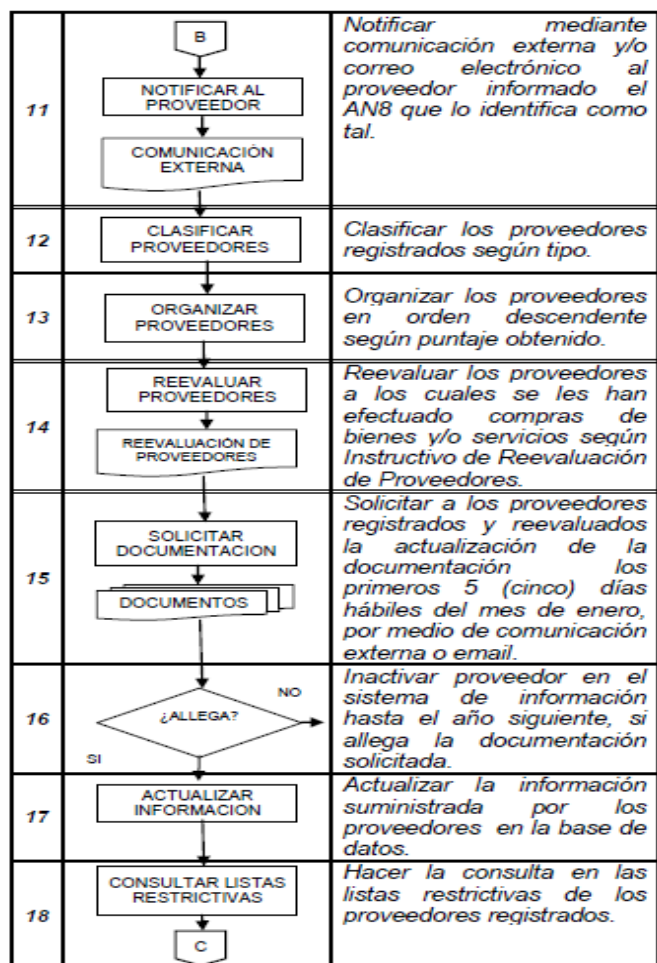 B
NOTIFICAR AL
PROVEEDOR
COMUNICACIÓN
EXTERNA
11
Notificar mediante
comunicación externa y/o
correo electrónico al
proveedor informado el
AN8 que lo identifica como
tal.
12
CLASIFICAR
PROVEEDORES
Clasificar los proveedores
registrados según tipo.
13
ORGANIZAR
PROVEEDORES
Organizar los proveedores
en orden descendente
según puntaje obtenido.
14
REEVALUAR
PROVEEDORES
REEVALUACIÓN DE
PROVEEDORES
Reevaluar los proveedores
a los cuales se les han
efectuado compras de
bienes y/o servicios según
Instructivo de Reevaluación
de Proveedores.
15
SOLICITAR
DOCUMENTACION
DOCUMENTOS
Solicitar a los proveedores
registrados y reevaluados
la actualización de la
documentación los
primeros 5 (cinco) días
hábiles del mes de enero,
por medio de comunicación
externa o email.
16
¿ALLEGA?
NO
SI
Inactivar proveedor en el
sistema de información
hasta el año siguiente, si
allega la documentación
solicitada.
17
ACTUALIZAR
INFORMACION
Actualizar la información
suministrada por los
proveedores en la base de
datos.
18
CONSULTAR LISTAS
RESTRICTIVAS
C
Hacer la consulta en las
listas restrictivas de los
proveedores registrados.